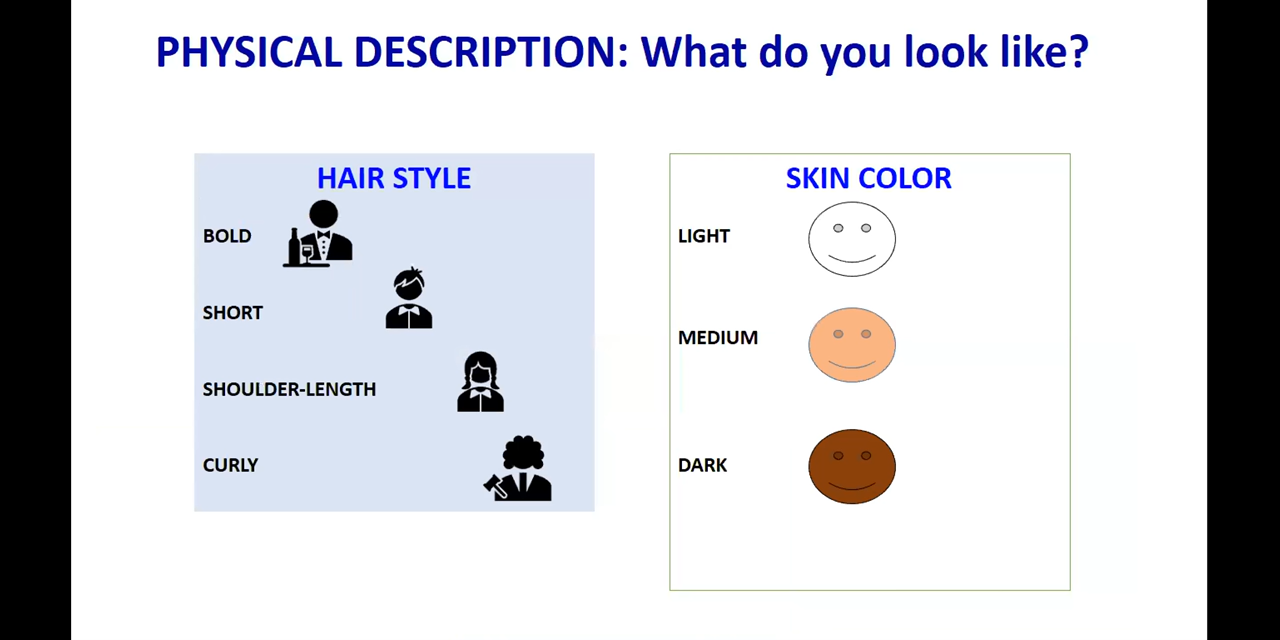 PHYSICAL DESCRIPTION: What do you look like?
HAIR STYLE
BOLD
SHORT
SHOULDER-LENGTH
CURLY
SKIN COLOR
LIGHT
MEDIUM
DARK